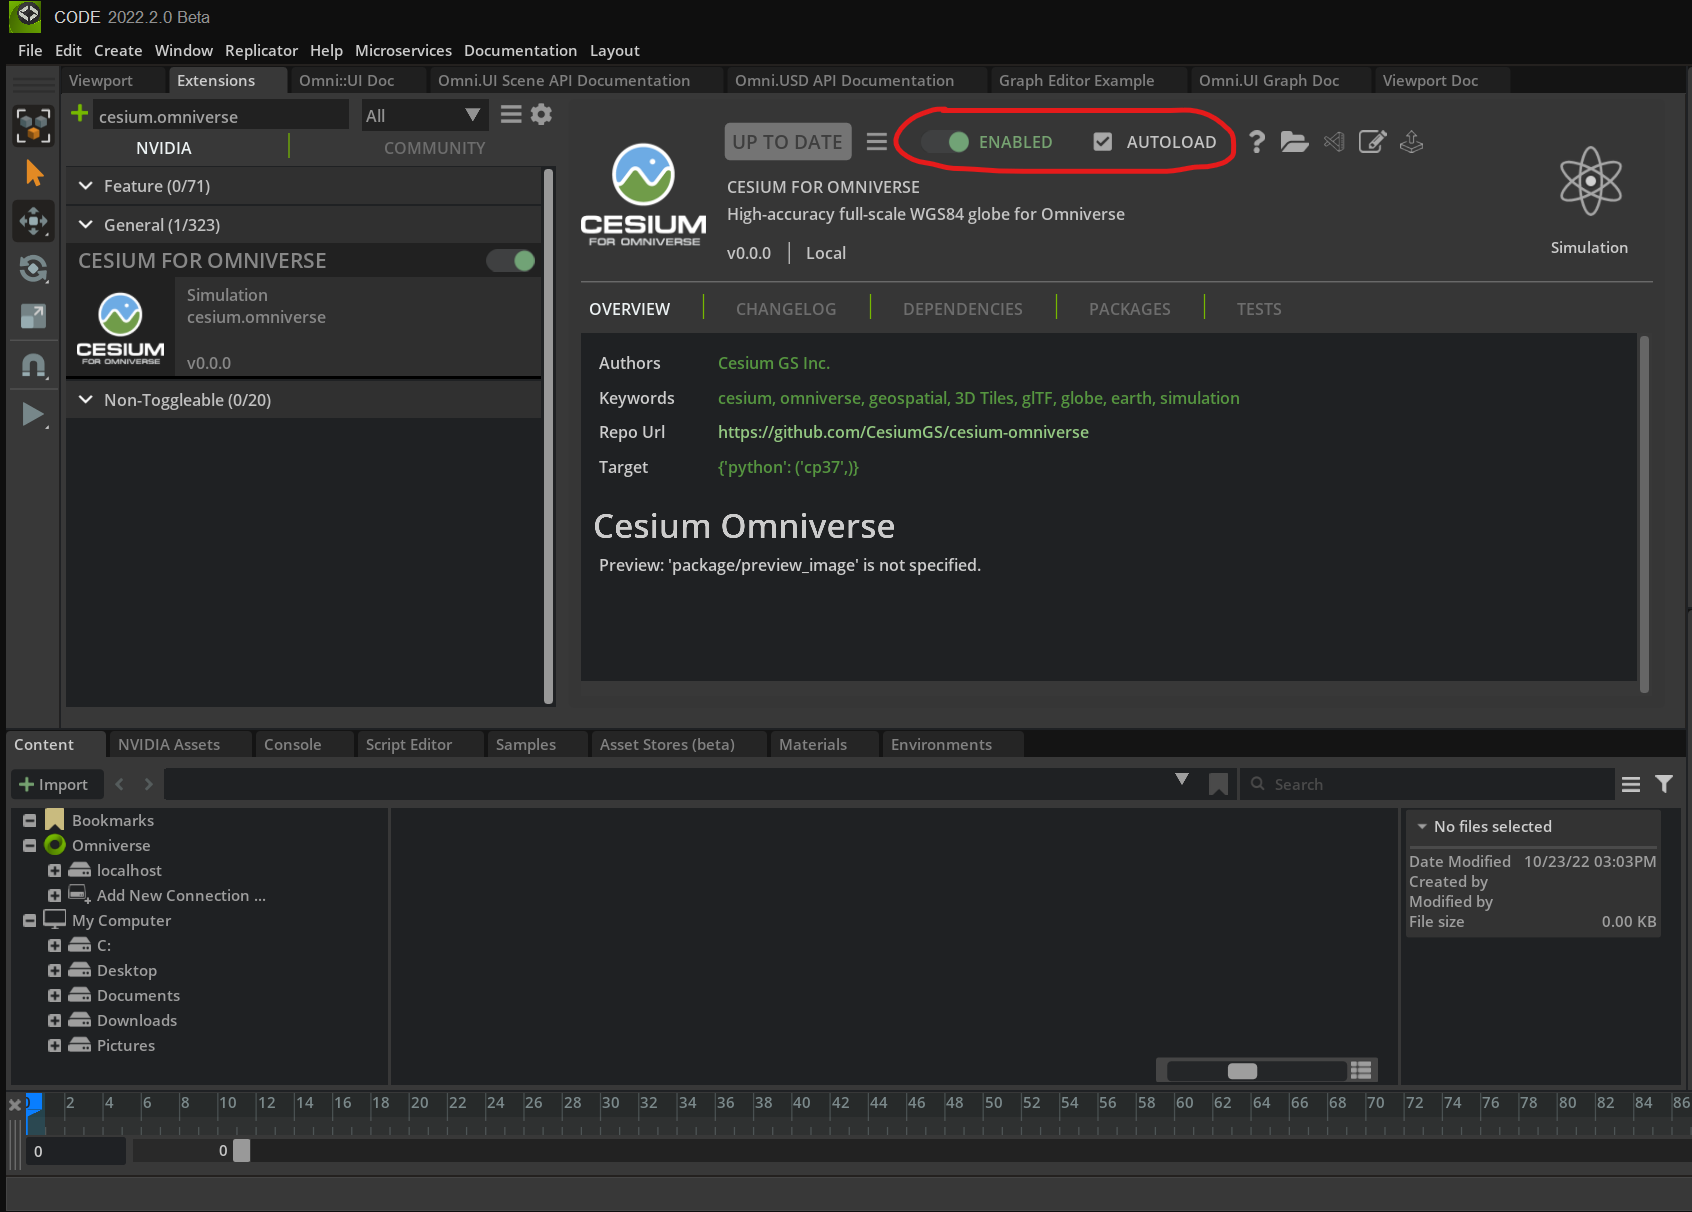 CODE 2022.2.0 Beta
File Edit Create Window Replicator Help Microservices Documentation Layout
Viewport Extensions Omni::UI Doc Omni.UI Scene API Documentation Omni.USD API Documentation Graph Editor Example Omni.UI Graph Doc Viewport Doc
cesium.omniverse All
NVIDIA COMMUNITY
Feature (0/71)
General (1/323)
CESIUM FOR OMNIVERSE
Simulation
cesium.omniverse
CESIUM
FOR OMNIVERSE
v0.0.0
Non-Toggleable (0/20)
UP TO DATE ENABLED AUTOLOAD ?
CESIUM
FOR OMNIVERSE
CESIUM FOR OMNIVERSE
High-accuracy full-scale WGS84 globe for Omniverse
v0.0.0 Local
Simulation
OVERVIEW CHANGELOG DEPENDENCIES PACKAGES TESTS
Authors Cesium GS Inc.
Keywords cesium, omniverse, geospatial, 3D Tiles, glTF, globe, earth, simulation
Repo Url https://github.com/CesiumGS/cesium-omniverse
Target {'python': ('cp37',)}
Cesium Omniverse
Preview: 'package/preview_image' is not specified.
Content NVIDIA Assets Console Script Editor Samples Asset Stores (beta) Materials Environments
Import Search
Bookmarks
Omniverse
localhost
Add New Connection ...
My Computer
C:
Desktop
Documents
Downloads
Pictures
No files selected
Date Modified 10/23/22 03:03PM
Created by
Modified by
File size 0.00 KB
0 2 4 6 8 10 12 14 16 18 20 22 24 26 28 30 32 34 36 38 40 42 44 46 48 50 52 54 56 58 60 62 64 66 68 70 72 74 76 78 80 82 84 86
0 0